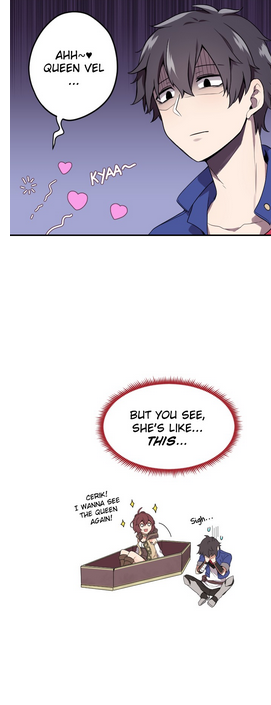 AHH~♥
QUEEN VEL
...
KYAA~
BUT YOU SEE,
SHE'S LIKE...
THIS...
CERIK!
I WANNA SEE
THE QUEEN
AGAIN!
Sigh...